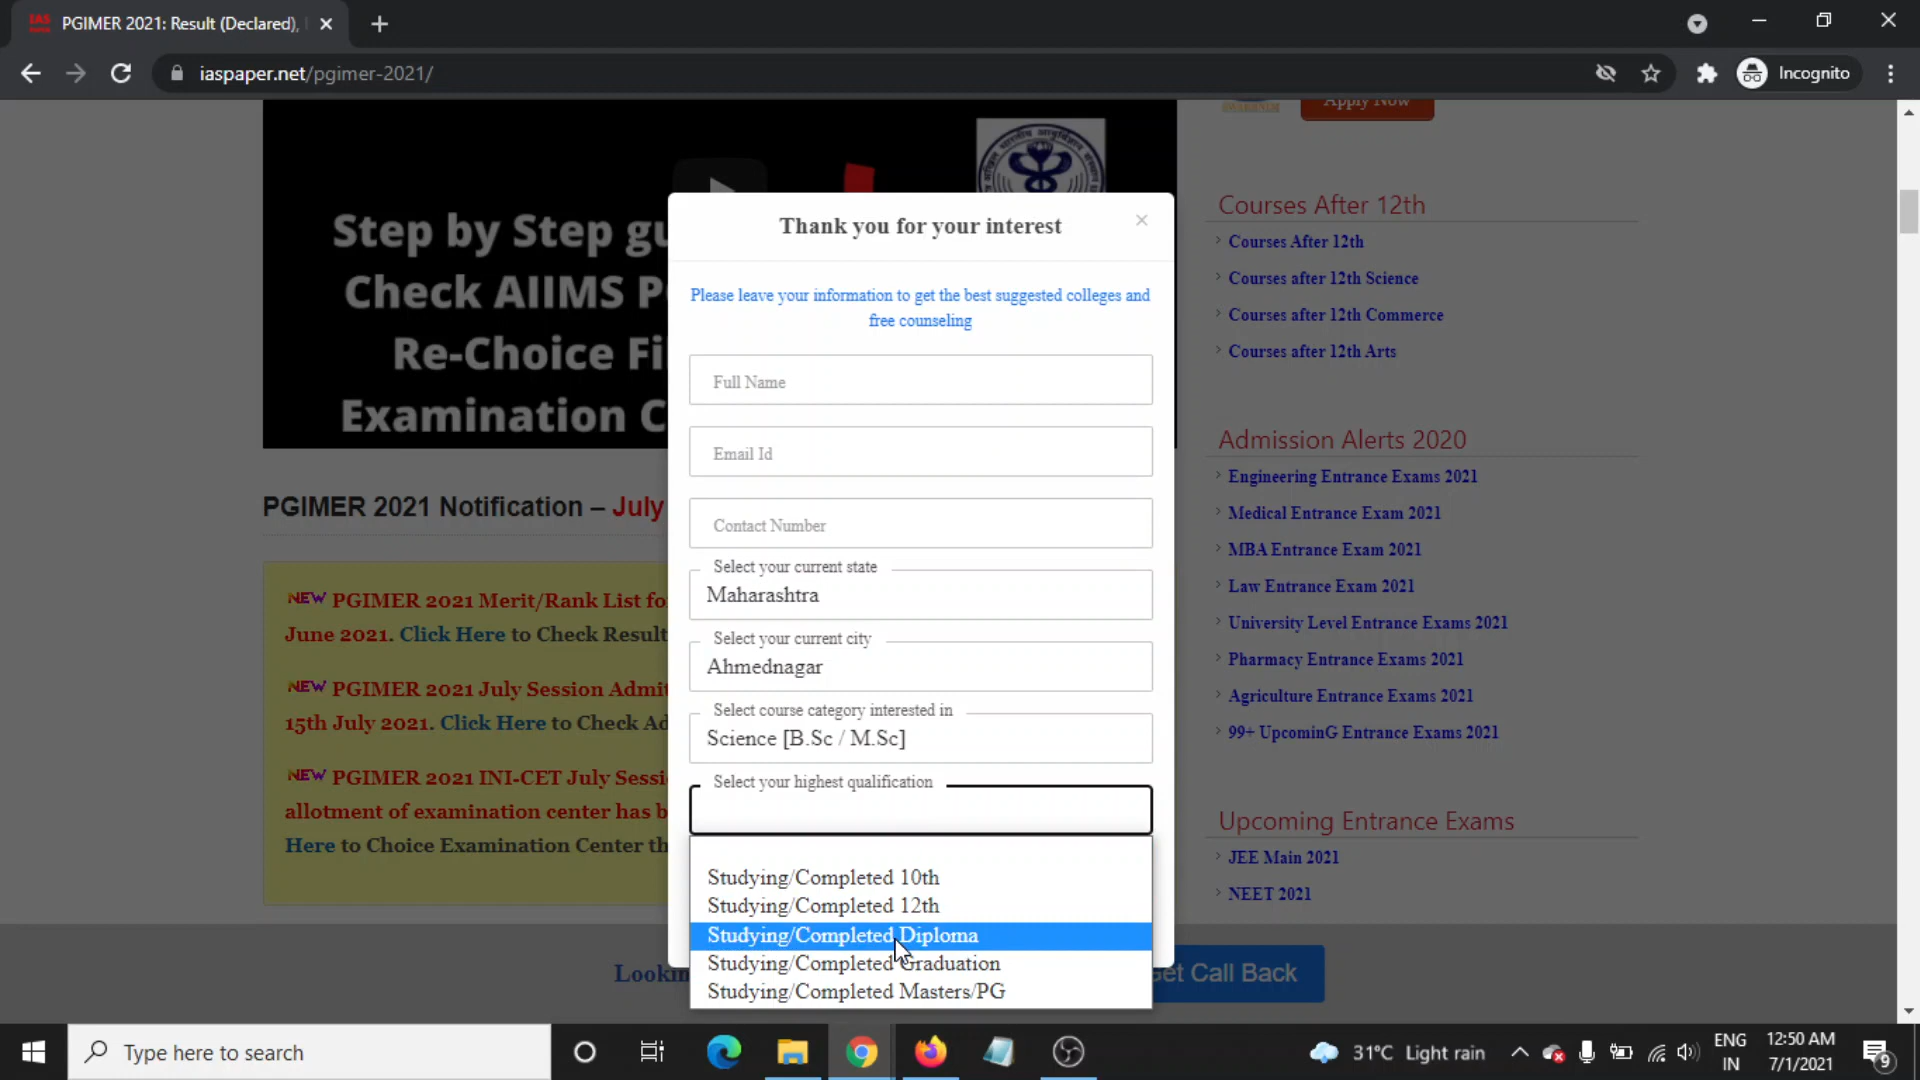 PGIMER 2021: Result (Declared),
iaspaper.net/pgimer-2021/
Incognito
Apply Now
Step by Step gu
Check AIIMS P
Re-Choice Fi
Examination C
PGIMER 2021 Notification – July
NEW PGIMER 2021 Merit/Rank List fo
June 2021. Click Here to Check Result
NEW PGIMER 2021 July Session Admit
15th July 2021. Click Here to Check Ad
NEW PGIMER 2021 INI-CET July Sessi
allotment of examination center has b
Here to Choice Examination Center th
Lookin
Get Call Back
Thank you for your interest
×
Please leave your information to get the best suggested colleges and
free counseling
Full Name
Email Id
Contact Number
Select your current state
Maharashtra
Select your current city
Ahmednagar
Select course category interested in
Science [B.Sc / M.Sc]
Select your highest qualification
Studying/Completed 10th
Studying/Completed 12th
Studying/Completed Diploma
Studying/Completed Graduation
Studying/Completed Masters/PG
Courses After 12th
Courses After 12th
Courses after 12th Science
Courses after 12th Commerce
Courses after 12th Arts
Admission Alerts 2020
Engineering Entrance Exams 2021
Medical Entrance Exam 2021
MBA Entrance Exam 2021
Law Entrance Exam 2021
University Level Entrance Exams 2021
Pharmacy Entrance Exams 2021
Agriculture Entrance Exams 2021
99+ UpcominG Entrance Exams 2021
Upcoming Entrance Exams
JEE Main 2021
NEET 2021
Type here to search
31°C Light rain
ENG
IN
12:50 AM
7/1/2021
9